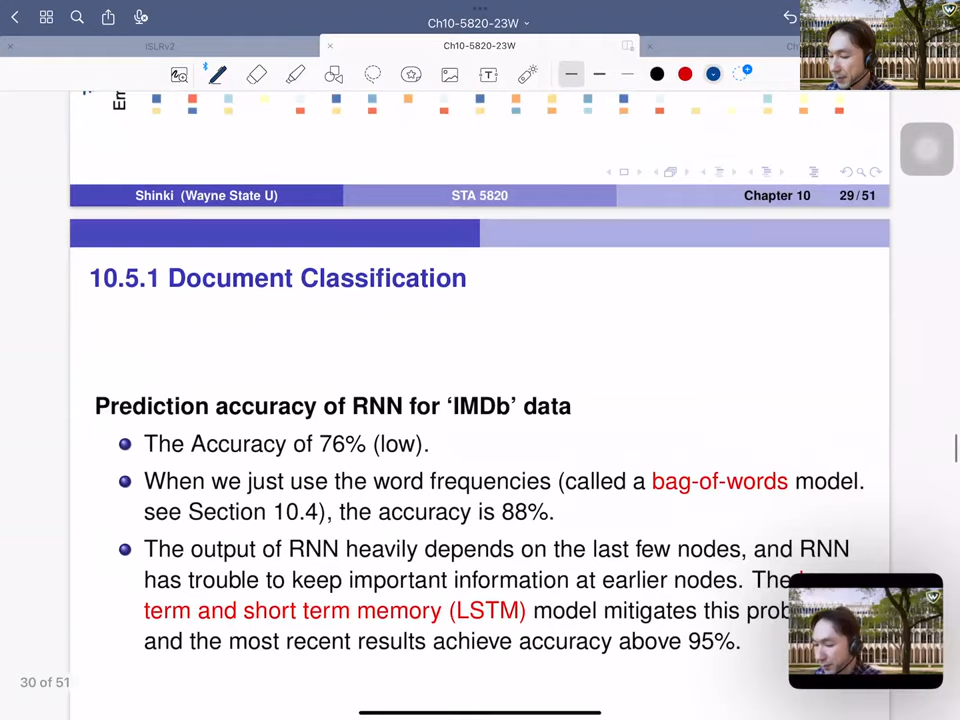 Ch10-5820-23W
ISLRv2
Ch10-5820-23W
Ch
Em
Shinki (Wayne State U)
STA 5820
Chapter 10
29/51
10.5.1 Document Classification
Prediction accuracy of RNN for ‘IMDb’ data
The Accuracy of 76% (low).
When we just use the word frequencies (called a bag-of-words model.
see Section 10.4), the accuracy is 88%.
The output of RNN heavily depends on the last few nodes, and RNN
has trouble to keep important information at earlier nodes. The
term and short term memory (LSTM) model mitigates this prob
and the most recent results achieve accuracy above 95%.
30 of 51